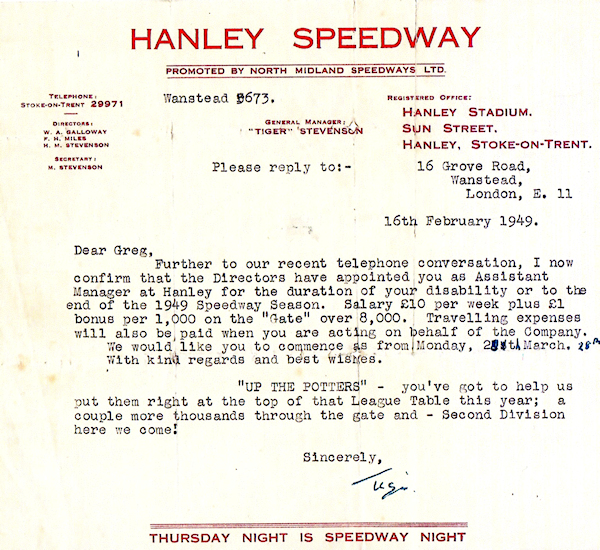 HANLEY SPEEDWAY
PROMOTED BY NORTH MIDLAND SPEEDWAYS LTD.
TELEPHONE:
STOKE-ON-TRENT 29971
DIRECTORS:
W. A. GALLOWAY
F. H. MILES
H. M. STEVENSON
SECRETARY:
M. STEVENSON
Wanstead 5673.
GENERAL MANAGER:
"TIGER" STEVENSON
REGISTERED OFFICE:
HANLEY STADIUM.
SUN STREET.
HANLEY, STOKE-ON-TRENT.
Please reply to:-
16 Grove Road,
Wanstead,
London, E. 11
16th February 1949.
Dear Greg,
Further to our recent telephone conversation, I now
confirm that the Directors have appointed you as Assistant
Manager at Hanley for the duration of your disability or to the
end of the 1949 Speedway Season. Salary £10 per week plus £1
bonus per 1,000 on the "Gate" over 8,000. Travelling expenses
will also be paid when you are acting on behalf of the Company.
We would like you to commence as from Monday, March. 28th
With kind regards and best wishes.
"UP THE POTTERS" - you've got to help us
put them right at the top of that League Table this year; a
couple more thousands through the gate and - Second Division
here we come!
Sincerely,
THURSDAY NIGHT IS SPEEDWAY NIGHT